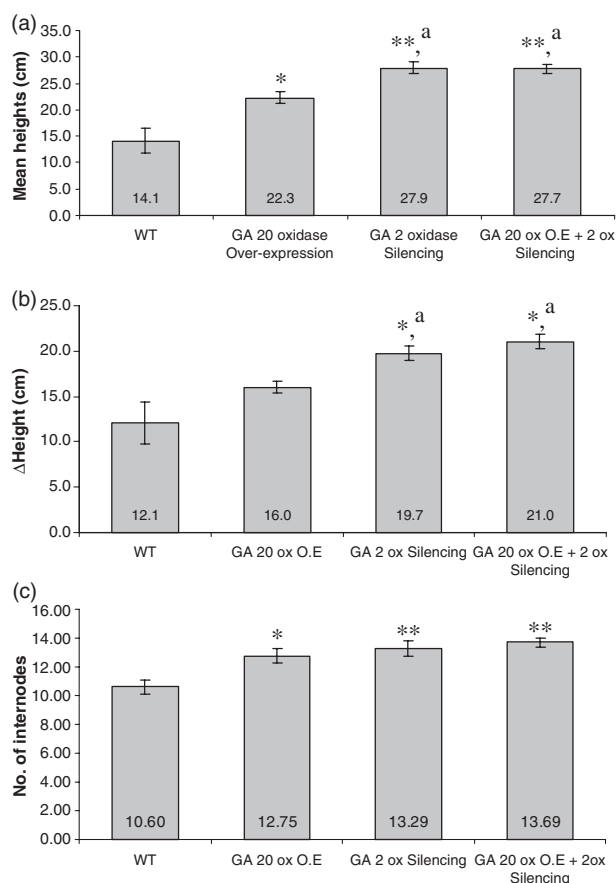 (a)
Mean heights (cm)
35.0
30.0
25.0
20.0
15.0
10.0
5.0
0.0
*
**,a
**,a
14.1
22.3
27.9
27.7
WT
GA 20 oxidase
Over-expression
GA 2 oxidase
Silencing
GA 20 ox O.E + 2 ox
Silencing
(b)
ΔHeight (cm)
25.0
20.0
15.0
10.0
5.0
0.0
*,a
*,a
12.1
16.0
19.7
21.0
WT
GA 20 ox O.E
GA 2 ox Silencing
GA 20 ox O.E + 2 ox
Silencing
(c)
No. of internodes
16.00
14.00
12.00
10.00
8.00
6.00
4.00
2.00
0.00
*
**
**
10.60
12.75
13.29
13.69
WT
GA 20 ox O.E
GA 2 ox Silencing
GA 20 ox O.E + 2ox
Silencing